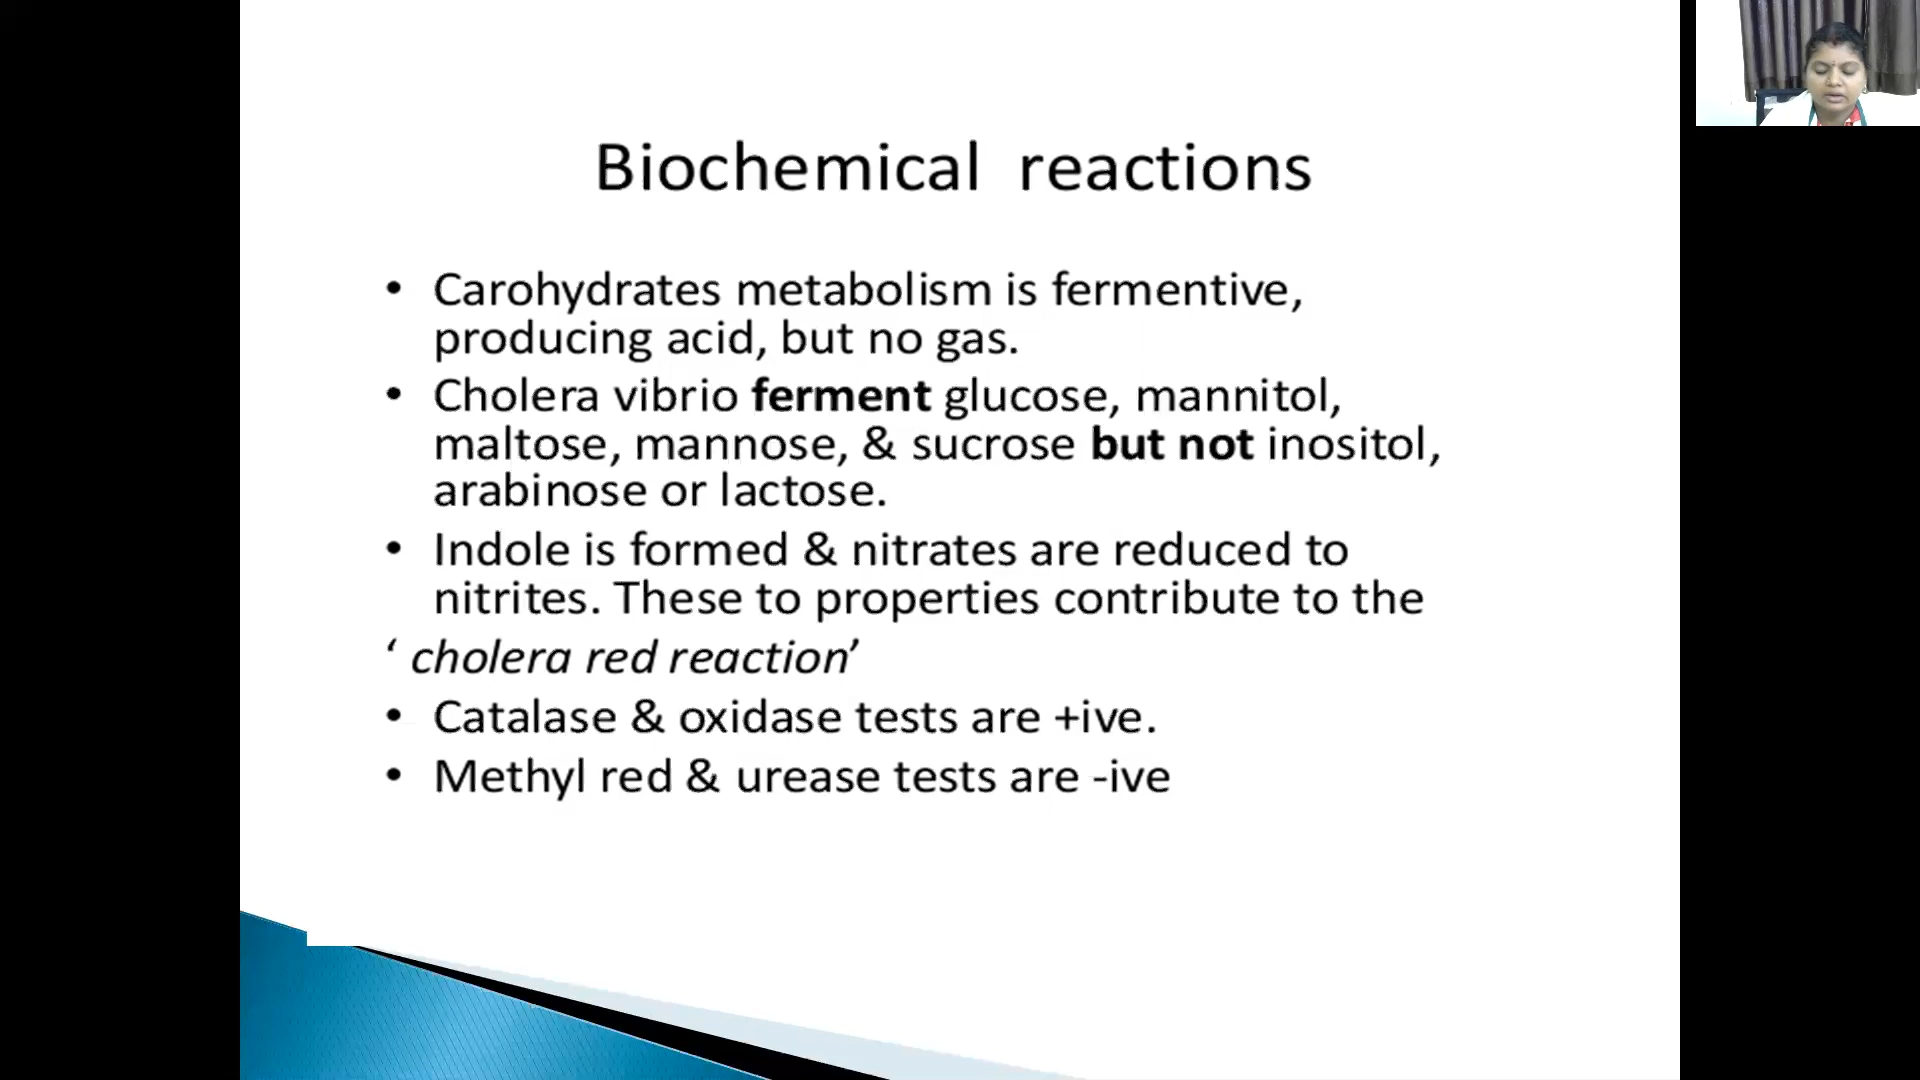 Biochemical reactions
• Carohydrates metabolism is fermentive,
producing acid, but no gas.
• Cholera vibrio ferment glucose, mannitol,
maltose, mannose, & sucrose but not inositol,
arabinose or lactose.
• Indole is formed & nitrates are reduced to
nitrites. These to properties contribute to the
‘ cholera red reaction’
• Catalase & oxidase tests are +ive.
• Methyl red & urease tests are -ive